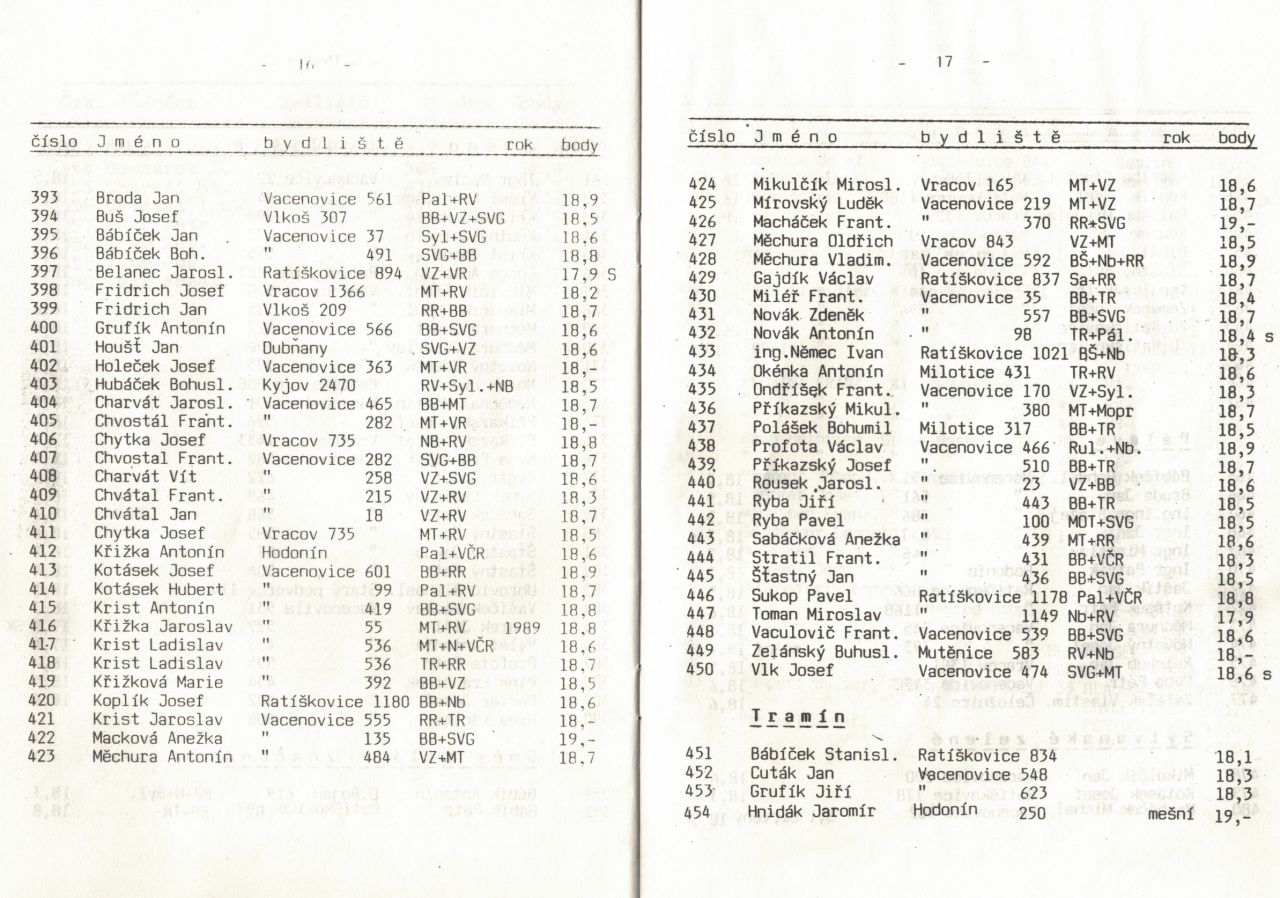 - 16 -
číslo J m é n o b y d l i š t ě rok body
393 Broda Jan Vacenovice 561 Pal+RV 18,9
394 Buš Josef Vlkoš 307 BB+VZ+SVG 18,5
395 Bábíček Jan Vacenovice 37 Syl+SVG 18,6
396 Bábíček Boh. " 491 SVG+BB 18,8
397 Belanec Jarosl. Ratíškovice 894 VZ+VR 17,9 S
398 Fridrich Josef Vracov 1366 MT+RV 18,2
399 Fridrich Jan Vlkoš 209 RR+BB 18,7
400 Grufík Antonín Vacenovice 566 BB+SVG 18,6
401 Houšť Jan Dubňany SVG+VZ 18,6
402 Holeček Josef Vacenovice 363 MT+VR 18,-
403 Hubáček Bohusl. Kyjov 2470 RV+Syl.+NB 18,5
404 Charvát Jarosl. Vacenovice 465 BB+MT 18,7
405 Chvostál Frant. " 282 MT+VR 18,-
406 Chytka Josef Vracov 735 NB+RV 18,8
407 Chvostal Frant. Vacenovice 282 SVG+BB 18,7
408 Charvát Vít " 258 VZ+SVG 18,6
409 Chvátal Frant. " 215 VZ+RV 18,3
410 Chvátal Jan " 18 VZ+RV 18,7
411 Chytka Josef Vracov 735 MT+RV 18,5
412 Křižka Antonín Hodonín Pal+VČR 18,6
413 Kotásek Josef Vacenovice 601 BB+RR 18,9
414 Kotásek Hubert " 99 Pal+RV 18,7
415 Krist Antonín " 419 BB+SVG 18,8
416 Křižka Jaroslav " 55 MT+RV 1989 18,8
417 Krist Ladislav " 536 MT+N+VČR 18,6
418 Krist Ladislav " 536 TR+RR 18,7
419 Křižková Marie " 392 BB+VZ 18,5
420 Koplík Josef Ratíškovice 1180 BB+Nb 18,6
421 Krist Jaroslav Vacenovice 555 RR+TR 18,-
422 Macková Anežka " 135 BB+SVG 19,-
423 Měchura Antonín " 484 VZ+MT 18,7
- 17 -
číslo J m é n o b y d l i š t ě rok body
424 Mikulčík Mirosl. Vracov 165 MT+VZ 18,6
425 Mírovský Luděk Vacenovice 219 MT+VZ 18,7
426 Macháček Frant. " 370 RR+SVG 19,-
427 Měchura Oldřich Vracov 843 VZ+MT 18,5
428 Měchura Vladim. Vacenovice 592 BŠ+Nb+RR 18,9
429 Gajdík Václav Ratíškovice 837 Sa+RR 18,7
430 Miléř Frant. Vacenovice 35 BB+TR 18,4
431 Novák Zdeněk " 557 BB+SVG 18,7
432 Novák Antonín " 98 TR+Pál. 18,4 s
433 ing.Němec Ivan Ratíškovice 1021 BŠ+Nb 18,3
434 Okénka Antonín Milotice 431 TR+RV 18,6
435 Ondříšek Frant. Vacenovice 170 VZ+Syl. 18,3
436 Příkazský Mikul. " 380 MT+Mopr 18,7
437 Polášek Bohumil Milotice 317 BB+TR 18,5
438 Profota Václav Vacenovice 466 Rul.+Nb. 18,9
439 Příkazský Josef " 510 BB+TR 18,7
440 Rousek Jarosl. " 23 VZ+BB 18,6
441 Ryba Jiří " 443 BB+TR 18,5
442 Ryba Pavel " 100 MOT+SVG 18,5
443 Sabáčková Anežka " 439 MT+RR 18,6
444 Stratil Frant. " 431 BB+VČR 18,3
445 Šťastný Jan " 436 BB+SVG 18,5
446 Sukop Pavel Ratíškovice 1178 Pal+VČR 18,8
447 Toman Miroslav " 1149 Nb+RV 17,9
448 Vaculovič Frant. Vacenovice 539 BB+SVG 18,6
449 Zelánský Buhusl. Mutěnice 583 RV+Nb 18,-
450 Vlk Josef Vacenovice 474 SVG+MT 18,6 s
T r a m í n
451 Bábíček Stanisl. Ratíškovice 834 18,1
452 Cuták Jan Vacenovice 548 18,3
453 Grufík Jiří " 623 18,3
454 Hnidák Jaromír Hodonín 250 mešní 19,-